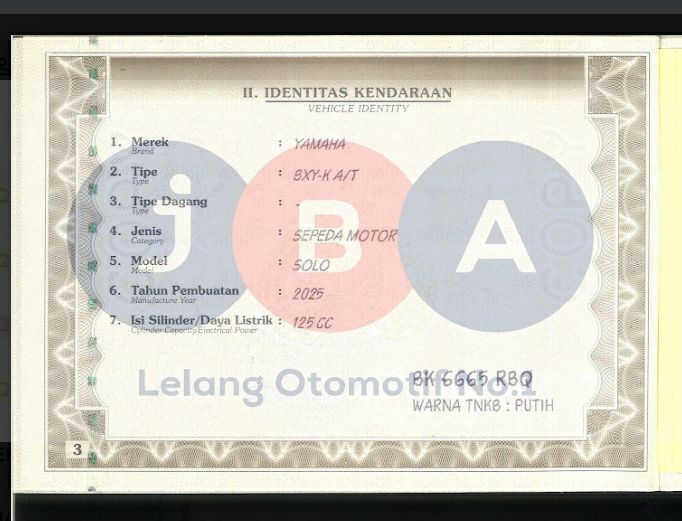 II. IDENTITAS KENDARAAN
VEHICLE IDENTITY
1. Merek : YAMAHA
Brand
2. Tipe : BXY-K A/T
Type
3. Tipe Dagang : -
Type
4. Jenis : SEPEDA MOTOR
Category
5. Model : SOLO
Model
6. Tahun Pembuatan : 2025
Manufacture Year
7. Isi Silinder/Daya Listrik : 125 CC
Cylinder Capacity/Electrical Power
JBA
Lelang Otomotif No.1
BK 6665 RBQ
WARNA TNKB : PUTIH
3